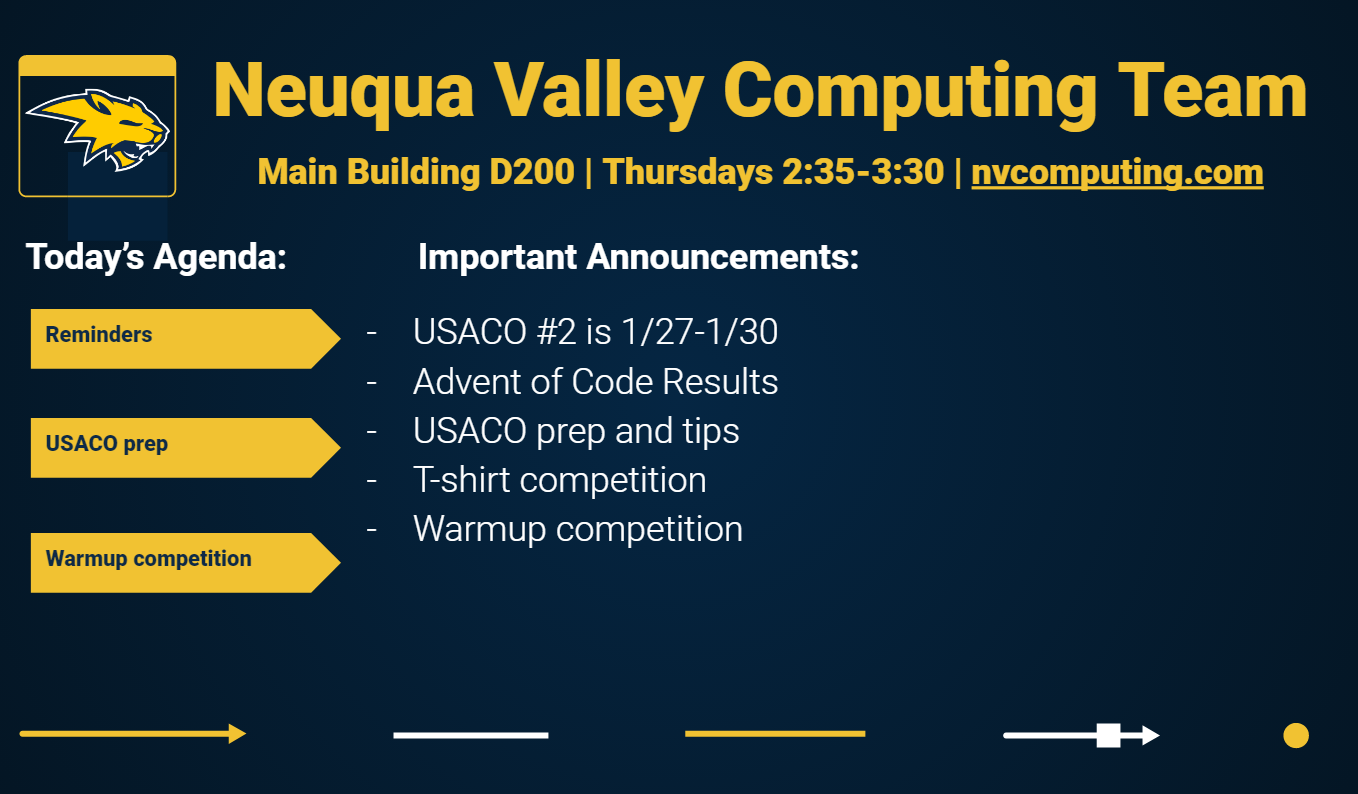 Neuqua Valley Computing Team
Main Building D200 | Thursdays 2:35-3:30 | nvcomputing.com
Today’s Agenda:
Reminders
USACO prep
Warmup competition
Important Announcements:
- USACO #2 is 1/27-1/30
- Advent of Code Results
- USACO prep and tips
- T-shirt competition
- Warmup competition